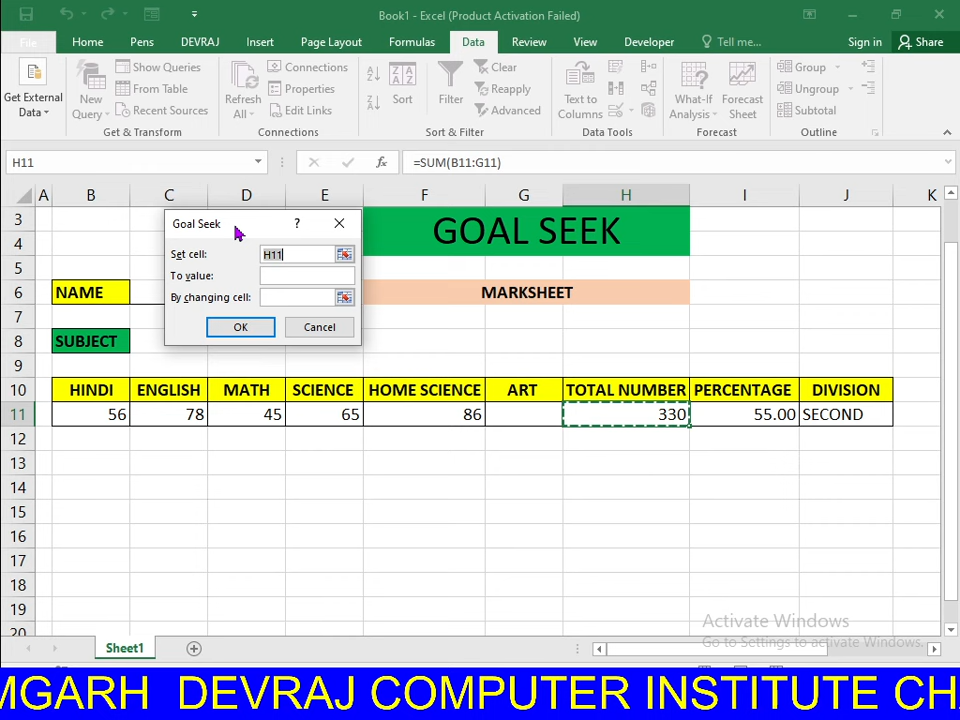 Book1 - Excel (Product Activation Failed)
File Home Pens DEVRAJ Insert Page Layout Formulas Data Review View Developer Tell me... Sign in Share
Get External Data
New Query
Show Queries
From Table
Recent Sources
Get & Transform
Refresh All
Connections
Properties
Edit Links
Connections
Sort
Filter
Clear
Reapply
Advanced
Sort & Filter
Text to Columns
Data Tools
What-If Analysis
Forecast Sheet
Forecast
Group
Ungroup
Subtotal
Outline
H11 fx =SUM(B11:G11)
A B C D E F G H I J K
3
4
GOAL SEEK
5
6 NAME MARKSHEET
7
8 SUBJECT
9
10 HINDI ENGLISH MATH SCIENCE HOME SCIENCE ART TOTAL NUMBER PERCENTAGE DIVISION
11 56 78 45 65 86 330 55.00 SECOND
12
13
14
15
16
17
18
19
20
Goal Seek ?
Set cell: H11
To value:
By changing cell:
OK Cancel
Activate Windows
Go to Settings to activate Windows.
Sheet1
MGARH DEVRAJ COMPUTER INSTITUTE CH